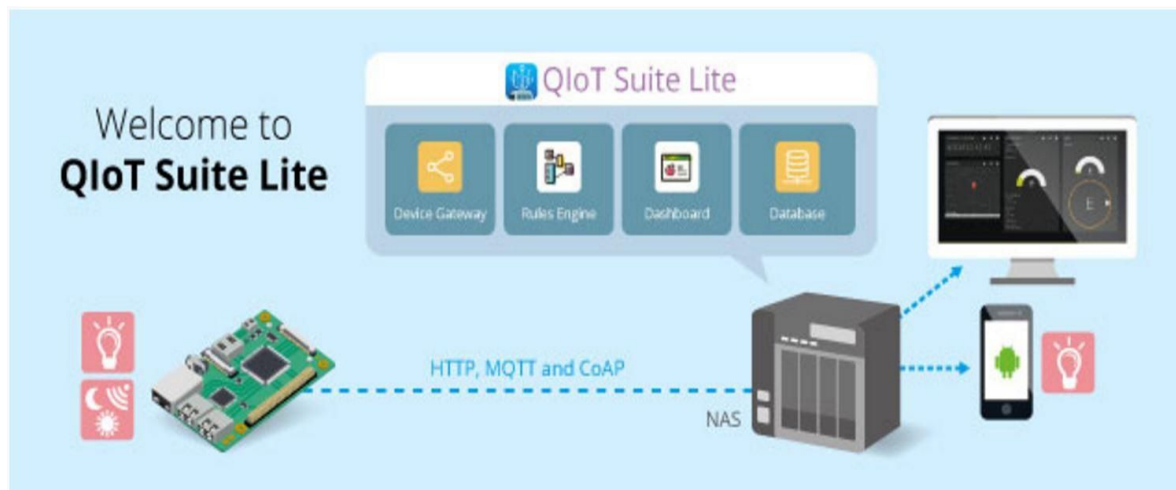 Welcome to
QIoT Suite Lite
QIoT Suite Lite
Device Gateway
Rules Engine
Dashboard
Database
HTTP, MQTT and CoAP
NAS
E